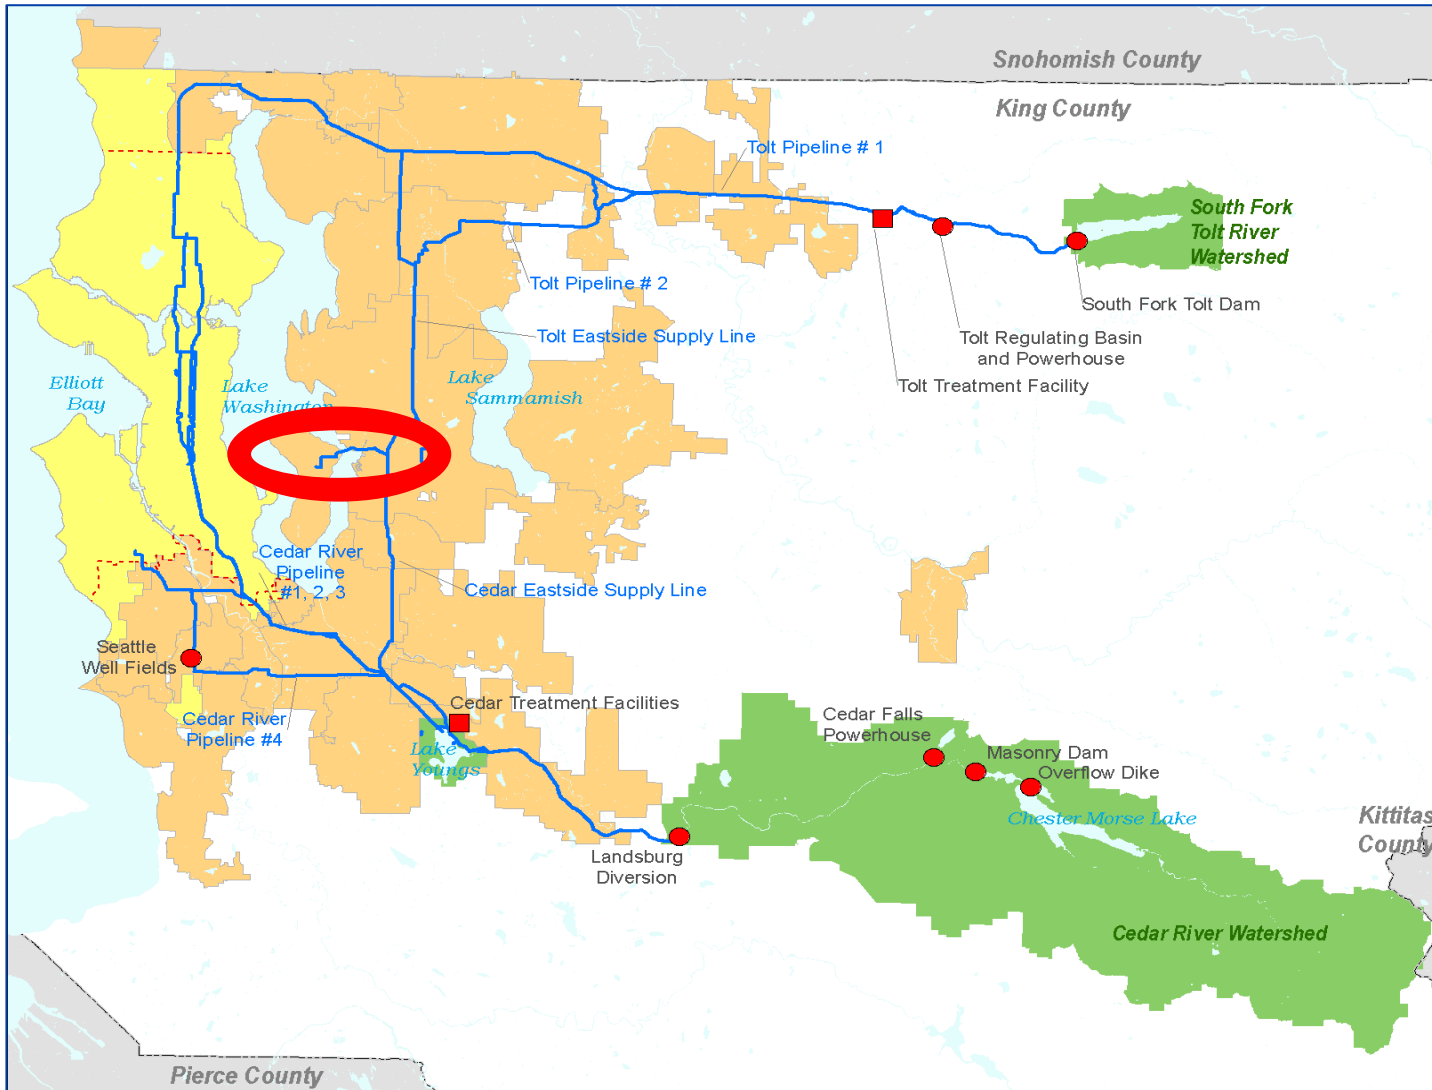 Snohomish County
King County
Tolt Pipeline # 1
South Fork
Tolt River
Watershed
Tolt Pipeline # 2
South Fork Tolt Dam
Tolt Eastside Supply Line
Tolt Regulating Basin
and Powerhouse
Tolt Treatment Facility
Elliott
Bay
Lake
Washington
Lake
Sammamish
Cedar River
Pipeline
#1, 2, 3
Cedar Eastside Supply Line
Seattle
Well Fields
Cedar River
Pipeline #4
Cedar Treatment Facilities
Lake
Youngs
Cedar Falls
Powerhouse
Masonry Dam
Overflow Dike
Chester Morse Lake
Kittitas
County
Landsburg
Diversion
Cedar River Watershed
Pierce County